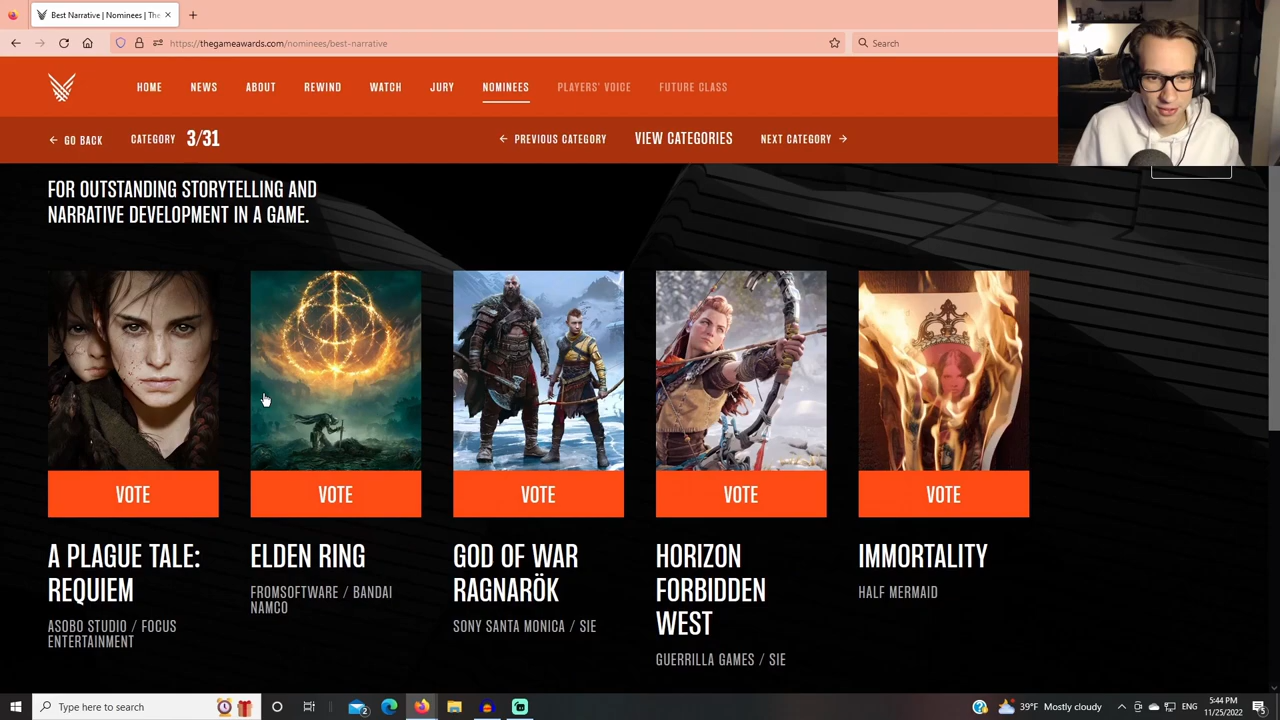 Best Narrative | Nominees | The
https://thegameawards.com/nominees/best-narrative
Search
HOME
NEWS
ABOUT
REWIND
WATCH
JURY
NOMINEES
PLAYERS' VOICE
FUTURE CLASS
GO BACK
CATEGORY 3/31
PREVIOUS CATEGORY
VIEW CATEGORIES
NEXT CATEGORY
FOR OUTSTANDING STORYTELLING AND
NARRATIVE DEVELOPMENT IN A GAME.
VOTE
VOTE
VOTE
VOTE
VOTE
A PLAGUE TALE:
REQUIEM
ASOBO STUDIO / FOCUS
ENTERTAINMENT
ELDEN RING
FROMSOFTWARE / BANDAI
NAMCO
GOD OF WAR
RAGNARÖK
SONY SANTA MONICA / SIE
HORIZON
FORBIDDEN
WEST
GUERRILLA GAMES / SIE
IMMORTALITY
HALF MERMAID
Type here to search
2
39°F Mostly cloudy
ENG
5:44 PM
11/25/2022
5